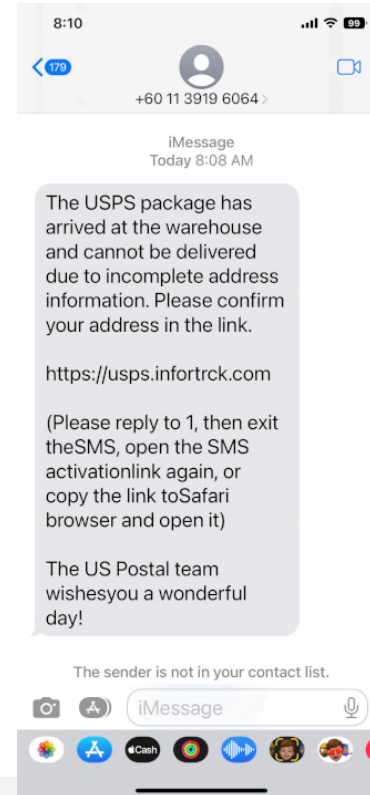 8:10
99
179
+60 11 3919 6064 >
iMessage
Today 8:08 AM
The USPS package has
arrived at the warehouse
and cannot be delivered
due to incomplete address
information. Please confirm
your address in the link.
https://usps.infortrck.com
(Please reply to 1, then exit
theSMS, open the SMS
activationlink again, or
copy the link toSafari
browser and open it)
The US Postal team
wishesyou a wonderful
day!
The sender is not in your contact list.
iMessage
Cash